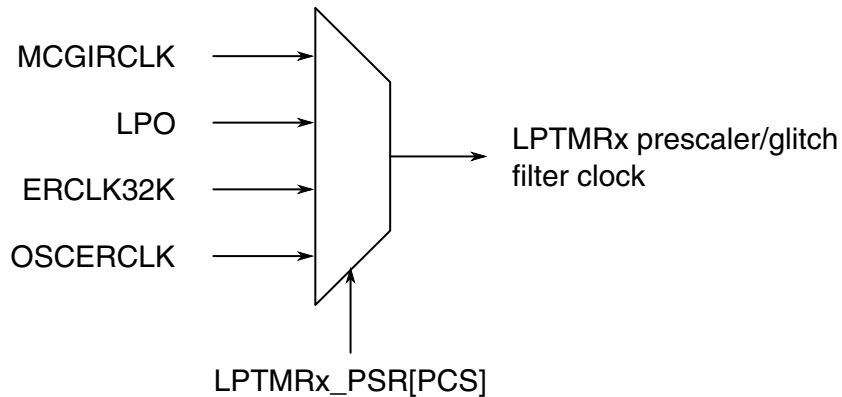 MCGIRCLK
LPO
ERCLK32K
OSCERCLK
LPTMRx prescaler/glitch
filter clock
LPTMRx_PSR[PCS]